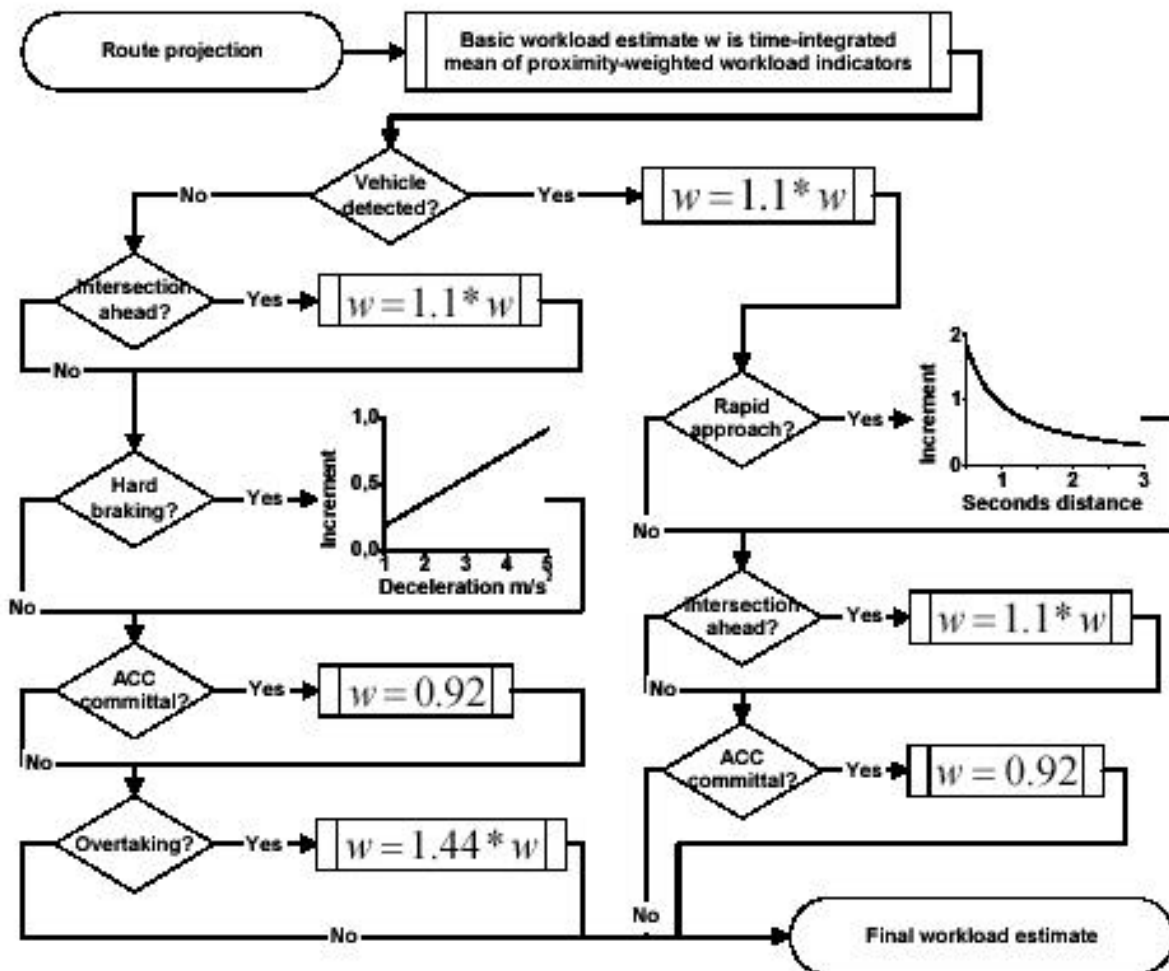 Route projection
Basic workload estimate w is time-integrated
mean of proximity-weighted workload indicators
No
Vehicle
detected?
Yes
w = 1.1* w
Intersection
ahead?
Yes
w = 1.1* w
No
Rapid
approach?
Yes
Increment
2
1
0
1
2
3
Seconds distance
No
Hard
braking?
Yes
Increment
1,0
0,5
0,0
1
2
3
4
5
Deceleration m/s²
No
Intersection
ahead?
Yes
w = 1.1* w
No
ACC
committal?
Yes
w = 0.92
No
ACC
committal?
Yes
w = 0.92
No
Overtaking?
Yes
w = 1.44* w
No
Final workload estimate